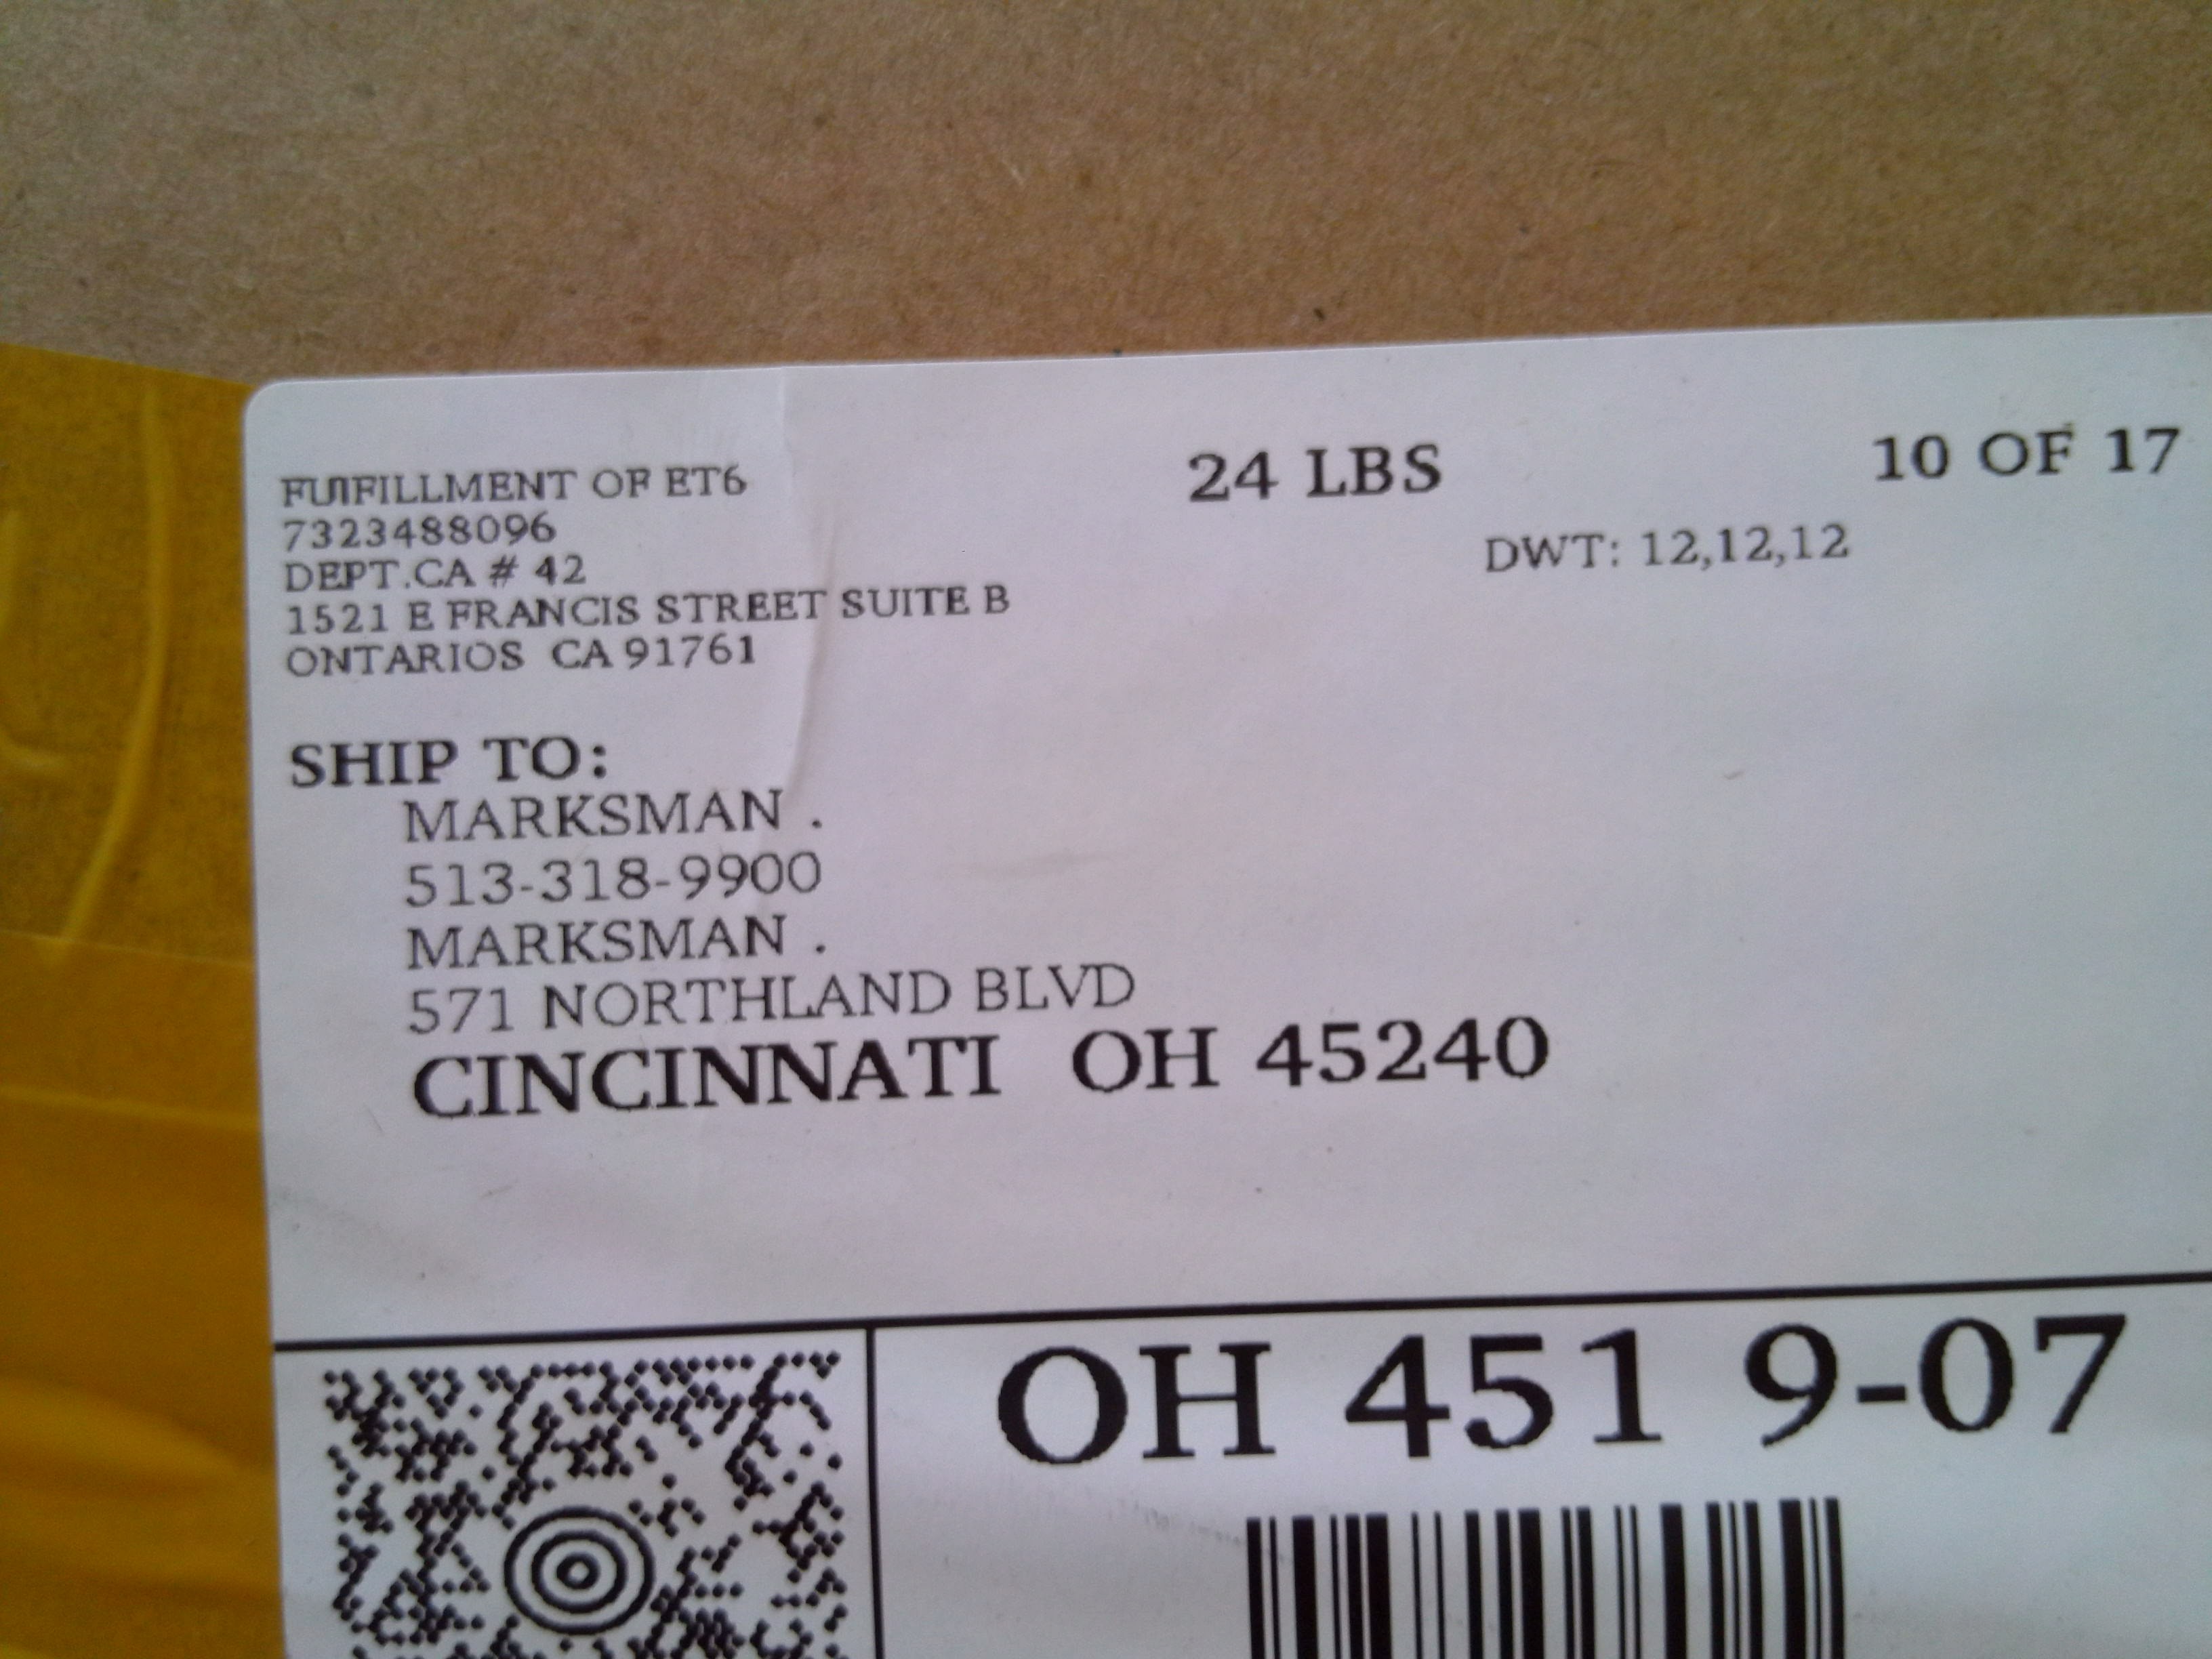 FUIFILLMENT OF ET6
7323488096
DEPT.CA # 42
1521 E FRANCIS STREET SUITE B
ONTARIOS CA 91761
24 LBS
10 OF 17
DWT: 12,12,12
SHIP TO:
MARKSMAN .
513-318-9900
MARKSMAN .
571 NORTHLAND BLVD
CINCINNATI OH 45240
OH 451 9-07